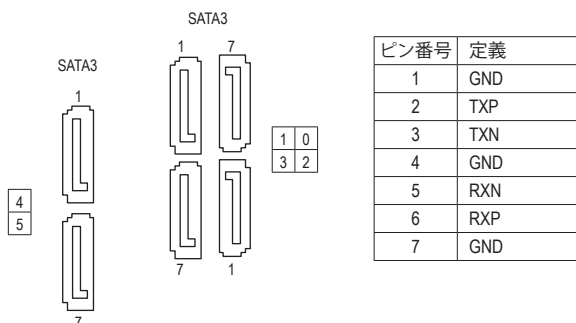 SATA3
1 7
SATA3
1
1 0
3 2
4
5
7 1
7
ピン番号 定義
1 GND
2 TXP
3 TXN
4 GND
5 RXN
6 RXP
7 GND